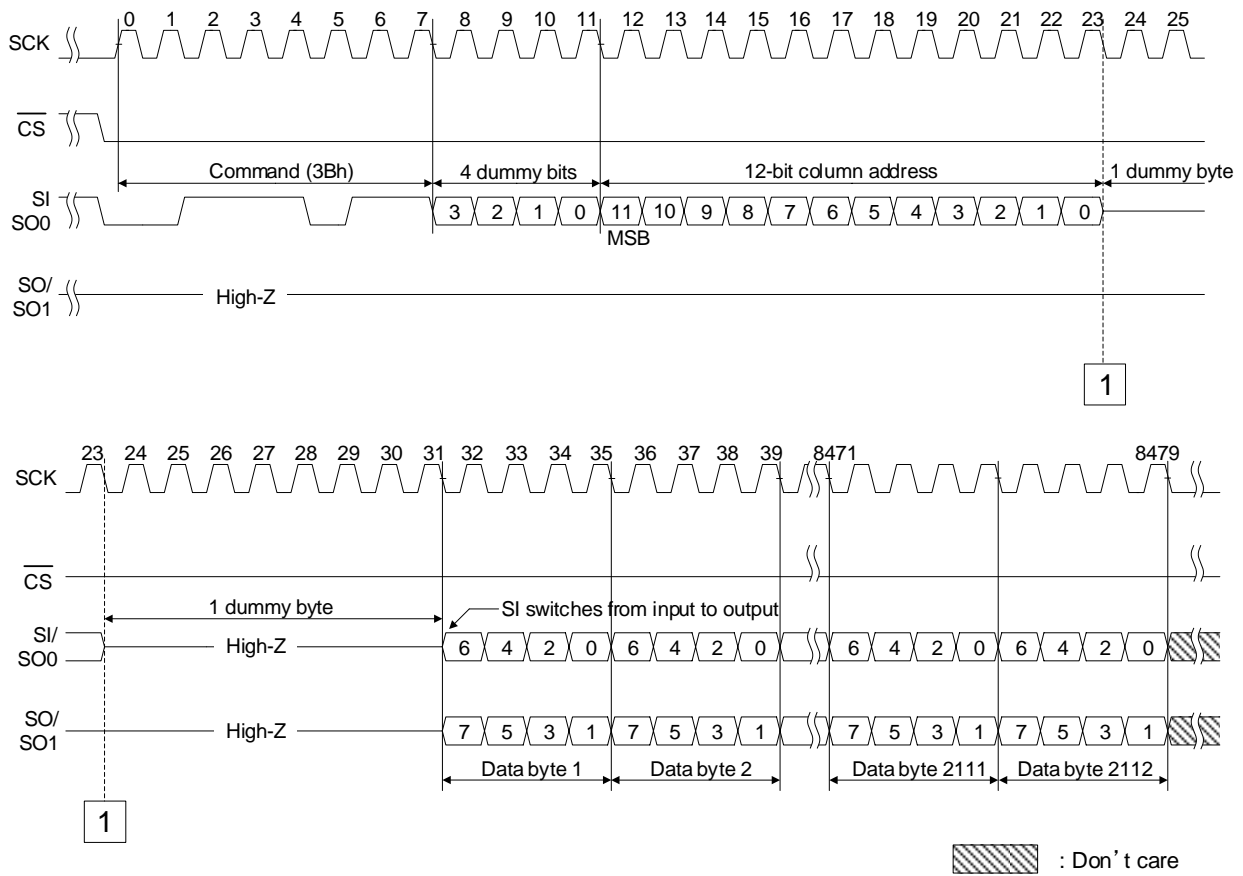 0 1 2 3 4 5 6 7 8 9 10 11 12 13 14 15 16 17 18 19 20 21 22 23 24 25
SCK
CS
Command (3Bh) 4 dummy bits 12-bit column address 1 dummy byte
SI
SO0
3 2 1 0 11 10 9 8 7 6 5 4 3 2 1 0
MSB
SO/
SO1
High-Z
1
23 24 25 26 27 28 29 30 31 32 33 34 35 36 37 38 39 8471 8479
SCK
CS
1 dummy byte
SI switches from input to output
SI/
SO0
High-Z
6 4 2 0 6 4 2 0 6 4 2 0 6 4 2 0
SO/
SO1
High-Z
7 5 3 1 7 5 3 1 7 5 3 1 7 5 3 1
Data byte 1 Data byte 2 Data byte 2111 Data byte 2112
1
: Don't care